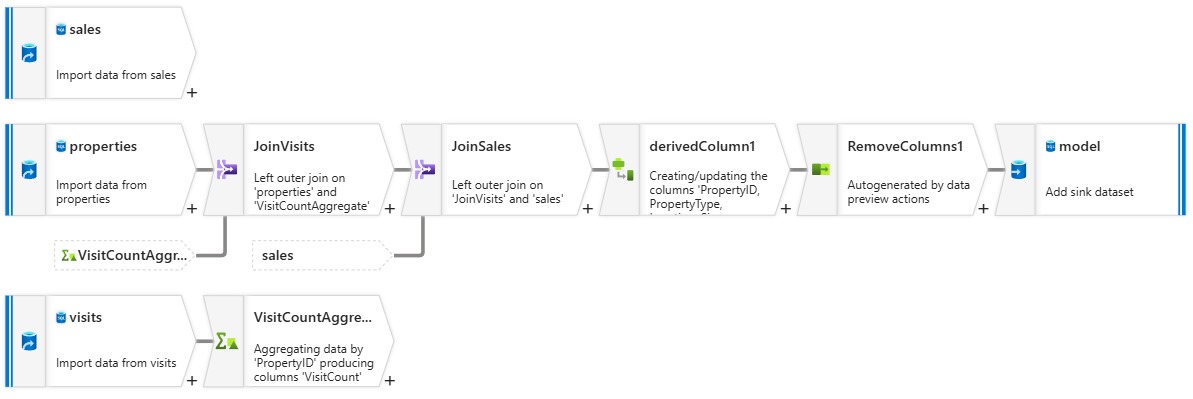 sales
Import data from sales
+
properties
Import data from
properties
+
JoinVisits
Left outer join on
'properties' and
'VisitCountAggregate'
+
JoinSales
Left outer join on
'JoinVisits' and 'sales'
+
derivedColumn1
Creating/updating the
columns 'PropertyID,
PropertyType,
+
RemoveColumns1
Autogenerated by data
preview actions
+
model
Add sink dataset
VisitCountAggr...
sales
visits
Import data from visits
+
VisitCountAggre...
Aggregating data by
'PropertyID' producing
columns 'VisitCount'
+